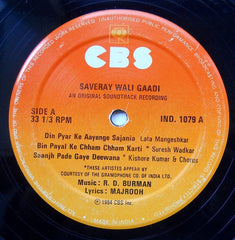 CBS
SAVERAY WALI GAADI
AN ORIGINAL SOUNDTRACK RECORDING
SIDE A
33 1/3 RPM
IND. 1079 A
Din Pyar Ke Aayenge Sajania : Lata Mangeshkar
Bin Payal Ke Chham Chham Karti * Suresh Wadkar
Saanjh Pade Gaye Deewana * Kishore Kumar & Chorus
*THESE ARTISTES APPEAR BY
COURTESY OF THE GRAMOPHONE CO. OF INDIA LTD.
Music : R. D. BURMAN
Lyrics : MAJROOH
℗ 1984 CBS Inc.
MADE IN INDIA